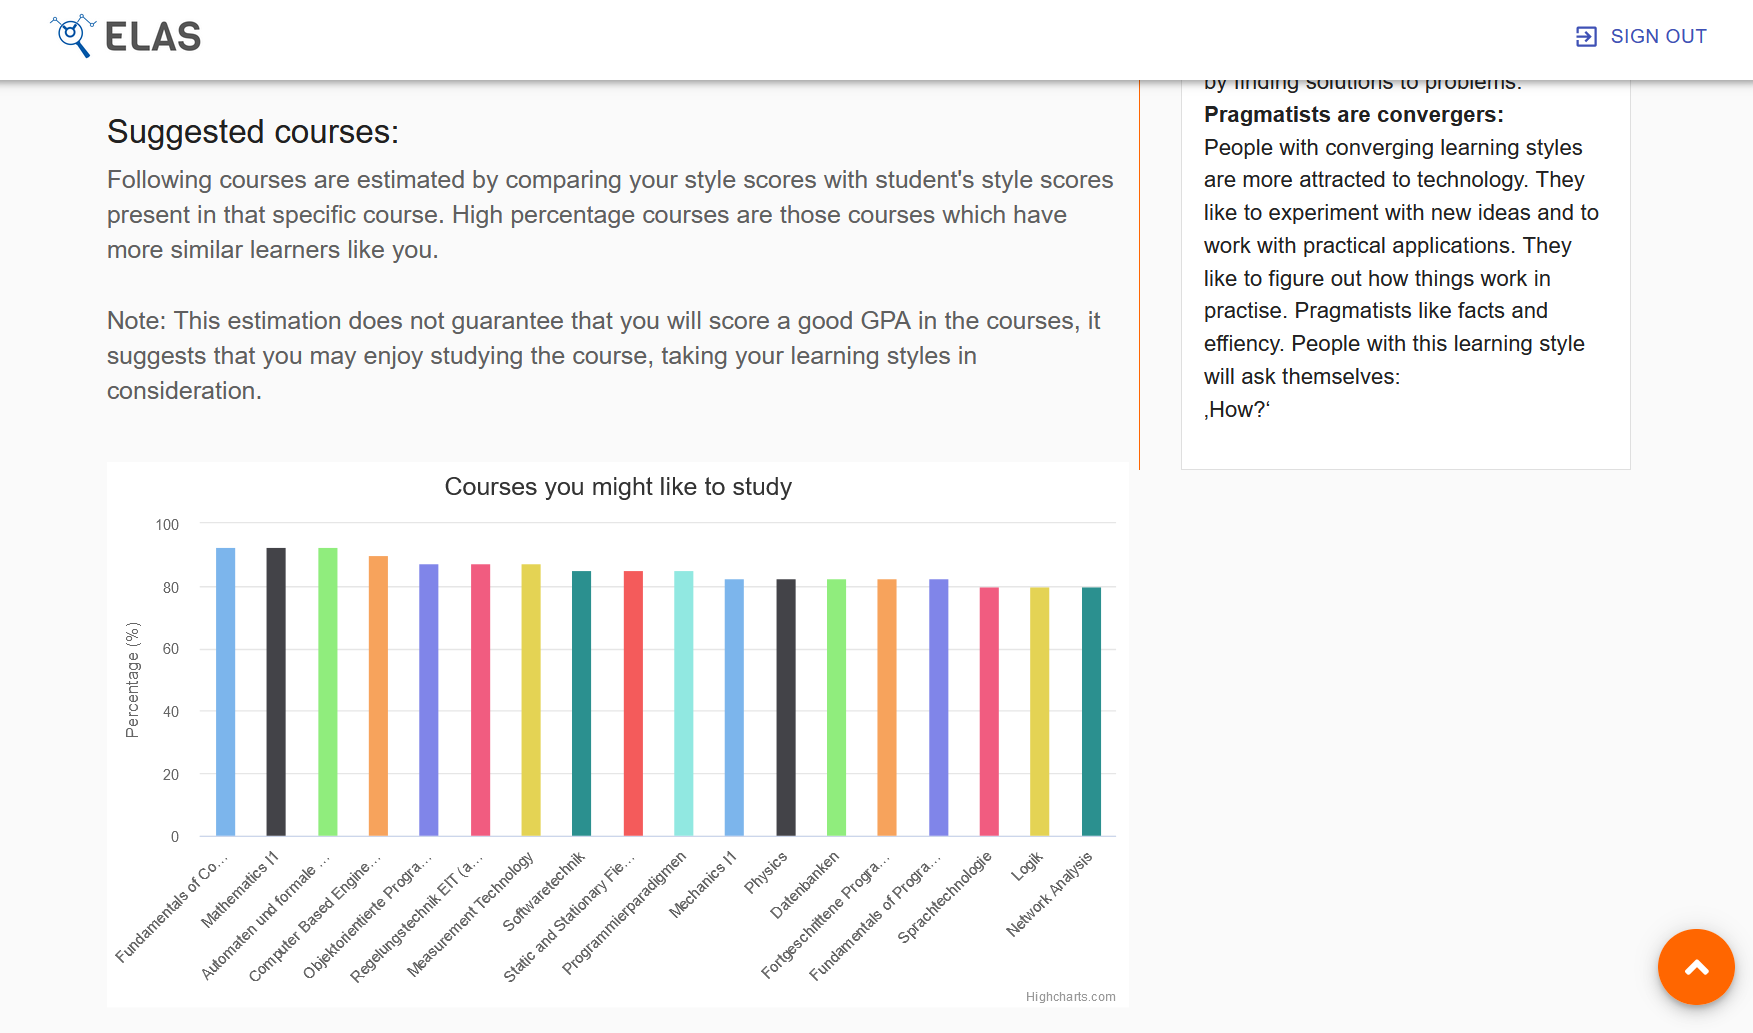 ELAS
SIGN OUT
Suggested courses:
Following courses are estimated by comparing your style scores with student's style scores
present in that specific course. High percentage courses are those courses which have
more similar learners like you.
Note: This estimation does not guarantee that you will score a good GPA in the courses, it
suggests that you may enjoy studying the course, taking your learning styles in
consideration.
by finding solutions to problems.
Pragmatists are convergers:
People with converging learning styles
are more attracted to technology. They
like to experiment with new ideas and to
work with practical applications. They
like to figure out how things work in
practise. Pragmatists like facts and
effiency. People with this learning style
will ask themselves:
‚How?‘
Courses you might like to study
Percentage (%)
100
80
60
40
20
0
Fundamentals of Co…
Mathematics I1
Automaten und formale …
Computer Based Engine…
Objektorientierte Progra…
Regelungstechnik EIT (a…
Measurement Technology
Softwaretechnik
Static and Stationary Fie…
Programmierparadigmen
Mechanics I1
Physics
Datenbanken
Fortgeschrittene Progra…
Fundamentals of Progra…
Sprachtechnologie
Logik
Network Analysis
Highcharts.com